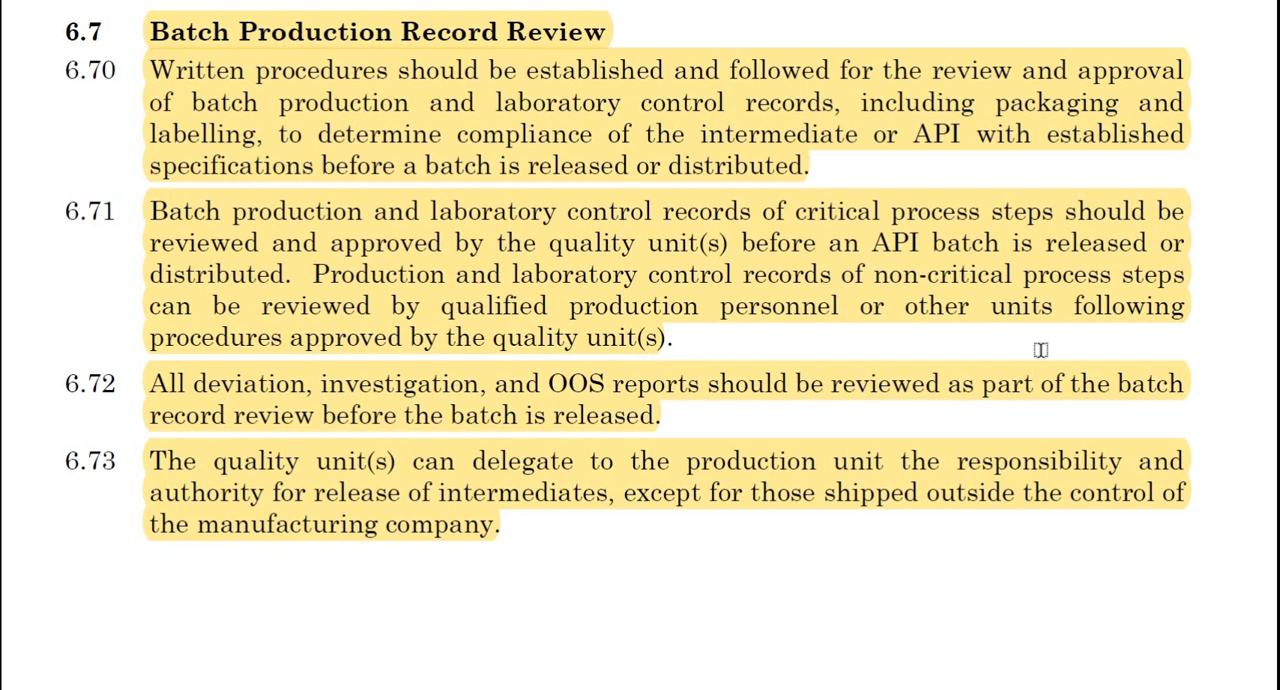 6.7 Batch Production Record Review
6.70 Written procedures should be established and followed for the review and approval
of batch production and laboratory control records, including packaging and
labelling, to determine compliance of the intermediate or API with established
specifications before a batch is released or distributed.
6.71 Batch production and laboratory control records of critical process steps should be
reviewed and approved by the quality unit(s) before an API batch is released or
distributed. Production and laboratory control records of non-critical process steps
can be reviewed by qualified production personnel or other units following
procedures approved by the quality unit(s).
6.72 All deviation, investigation, and OOS reports should be reviewed as part of the batch
record review before the batch is released.
6.73 The quality unit(s) can delegate to the production unit the responsibility and
authority for release of intermediates, except for those shipped outside the control of
the manufacturing company.